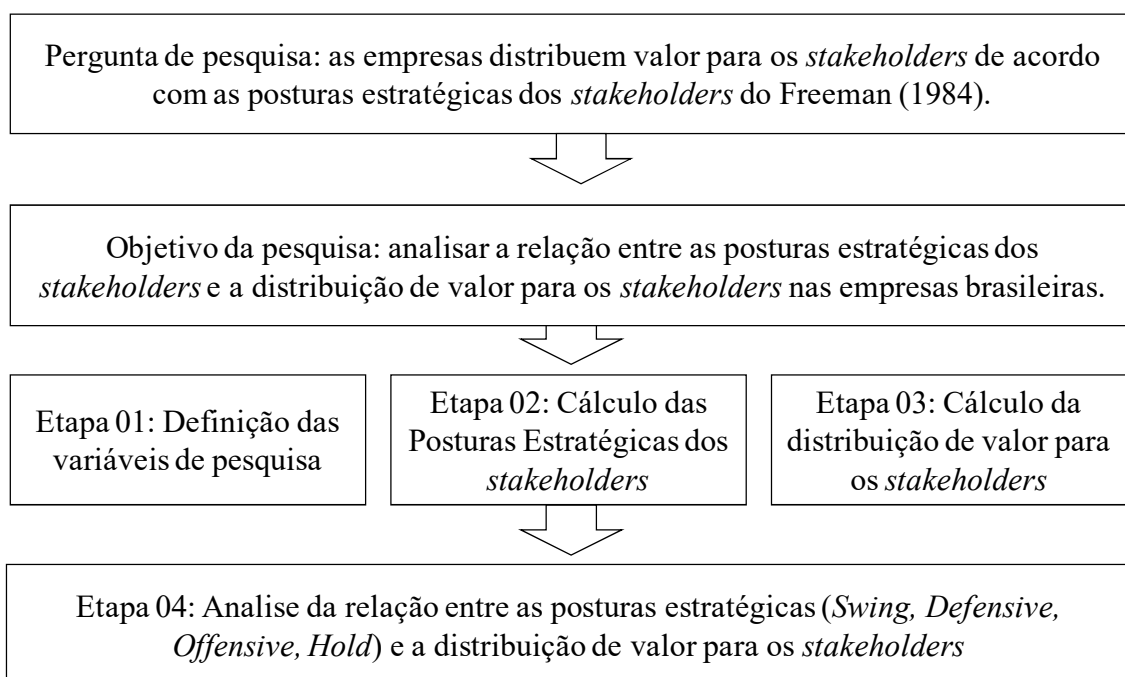 Pergunta de pesquisa: as empresas distribuem valor para os stakeholders de acordo
com as posturas estratégicas dos stakeholders do Freeman (1984).
Objetivo da pesquisa: analisar a relação entre as posturas estratégicas dos
stakeholders e a distribuição de valor para os stakeholders nas empresas brasileiras.
Etapa 01: Definição das
variáveis de pesquisa
Etapa 02: Cálculo das
Posturas Estratégicas dos
stakeholders
Etapa 03: Cálculo da
distribuição de valor para
os stakeholders
Etapa 04: Analise da relação entre as posturas estratégicas (Swing, Defensive,
Offensive, Hold) e a distribuição de valor para os stakeholders